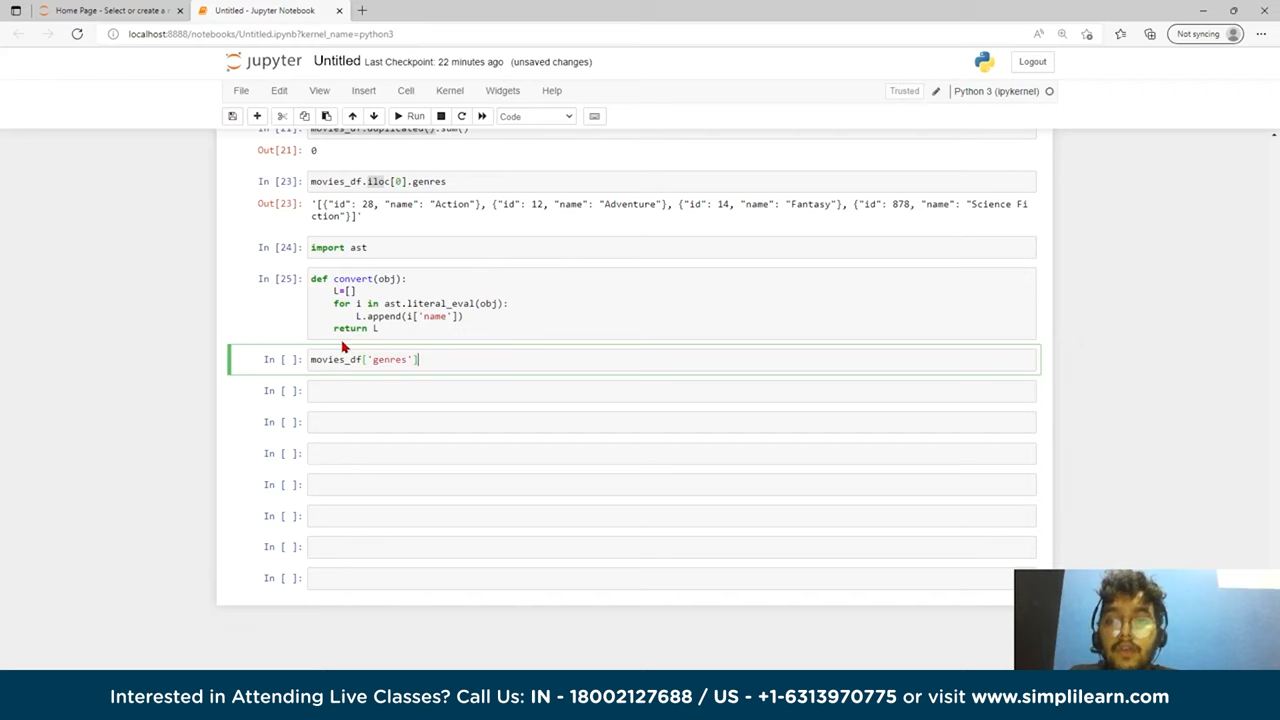 Home Page - Select or create a n
Untitled - Jupyter Notebook
localhost:8888/notebooks/Untitled.ipynb?kernel_name=python3
Not syncing
jupyter Untitled Last Checkpoint: 22 minutes ago (unsaved changes)
Logout
File Edit View Insert Cell Kernel Widgets Help
Trusted
Python 3 (ipykernel)
Run
Code
In [21]: movies_df.duplicated().sum()
Out[21]: 0
In [23]: movies_df.iloc[0].genres
Out[23]: '[{"id": 28, "name": "Action"}, {"id": 12, "name": "Adventure"}, {"id": 14, "name": "Fantasy"}, {"id": 878, "name": "Science Fi
ction"}]'
In [24]: import ast
In [25]: def convert(obj):
L=[]
for i in ast.literal_eval(obj):
L.append(i['name'])
return L
In [ ]: movies_df['genres']
In [ ]:
In [ ]:
In [ ]:
In [ ]:
In [ ]:
In [ ]:
In [ ]:
Interested in Attending Live Classes? Call Us: IN - 18002127688 / US - +1-6313970775 or visit www.simplilearn.com